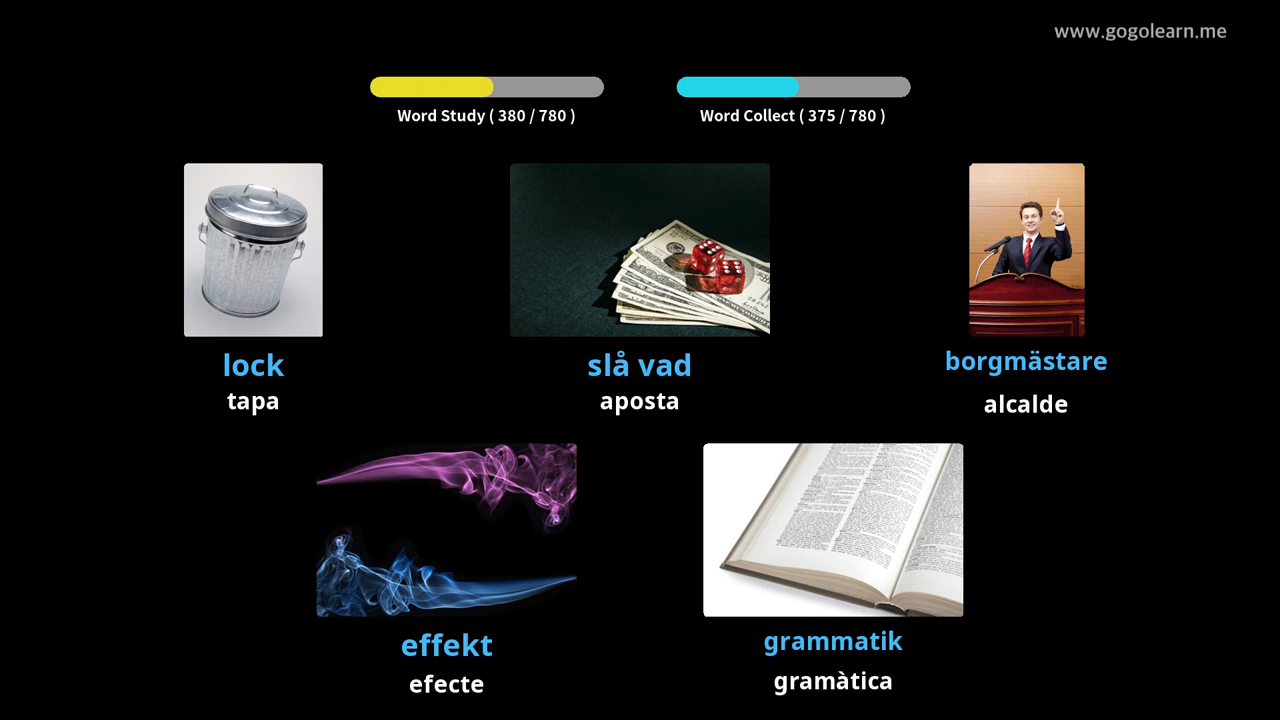 www.gogolearn.me
Word Study ( 380 / 780 )
Word Collect ( 375 / 780 )
lock
tapa
slå vad
aposta
borgmästare
alcalde
effekt
efecte
grammatik
gramàtica